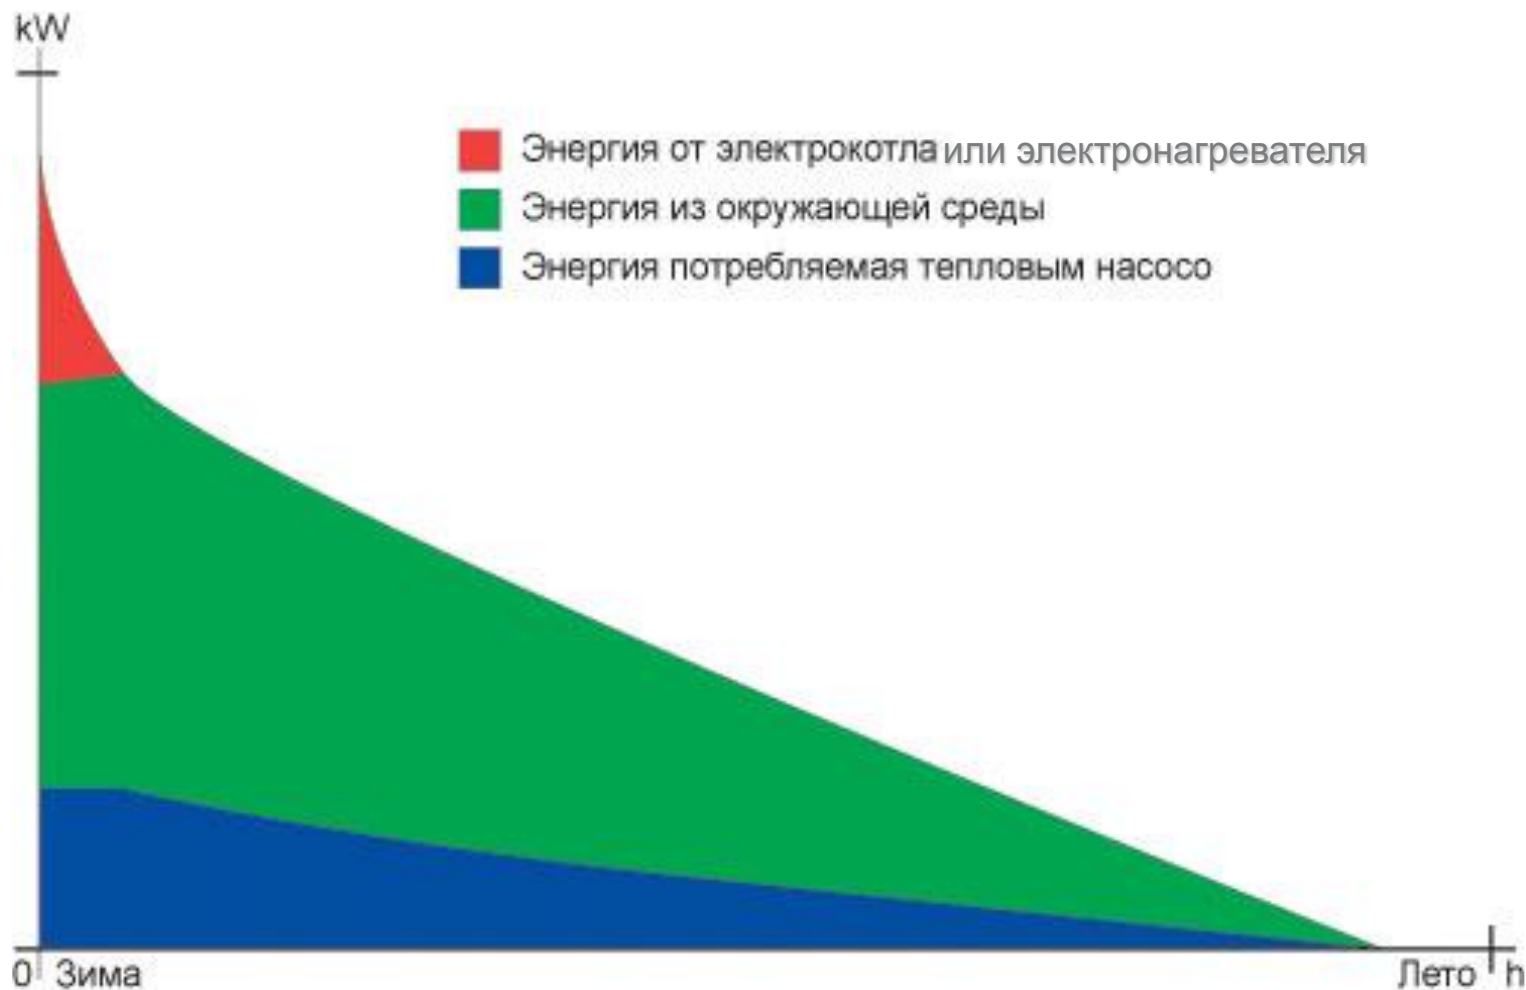 kW
Энергия от электрокотла или электронагревателя
Энергия из окружающей среды
Энергия потребляемая тепловым насосо
0 Зима Лето h